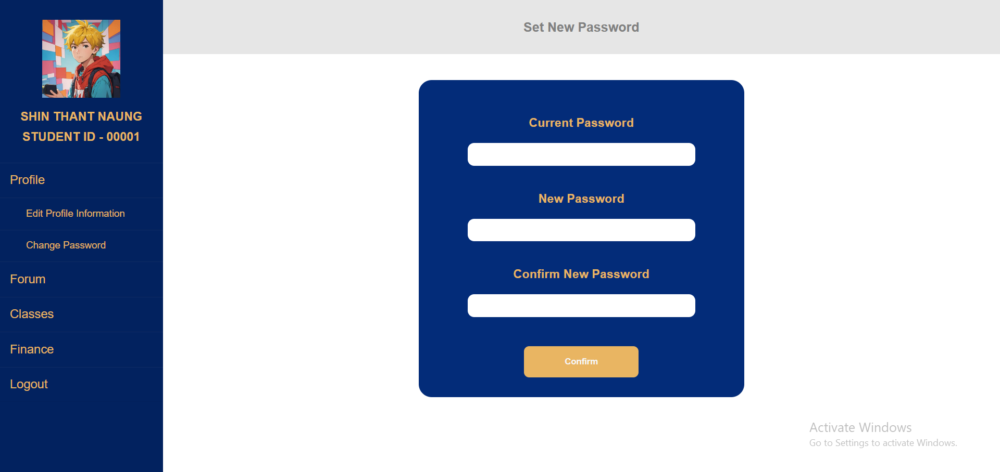 SHIN THANT NAUNG
STUDENT ID - 00001
Profile
Edit Profile Information
Change Password
Forum
Classes
Finance
Logout
Set New Password
Current Password
New Password
Confirm New Password
Confirm
Activate Windows
Go to Settings to activate Windows.